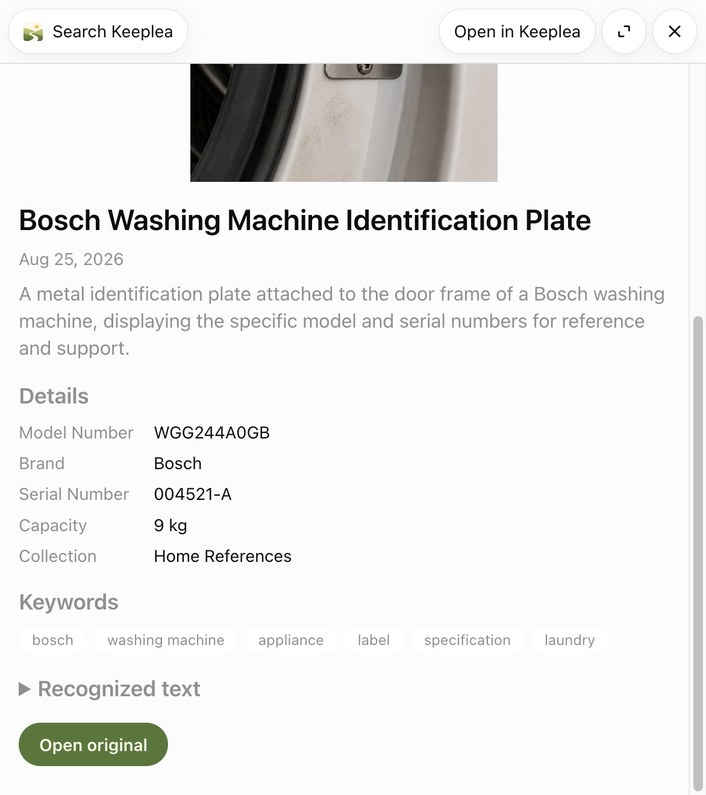 Search Keeplea
Open in Keeplea
Bosch Washing Machine Identification Plate
Aug 25, 2026
A metal identification plate attached to the door frame of a Bosch washing
machine, displaying the specific model and serial numbers for reference
and support.
Details
Model Number WGG244A0GB
Brand Bosch
Serial Number 004521-A
Capacity 9 kg
Collection Home References
Keywords
bosch washing machine appliance label specification laundry
Recognized text
Open original